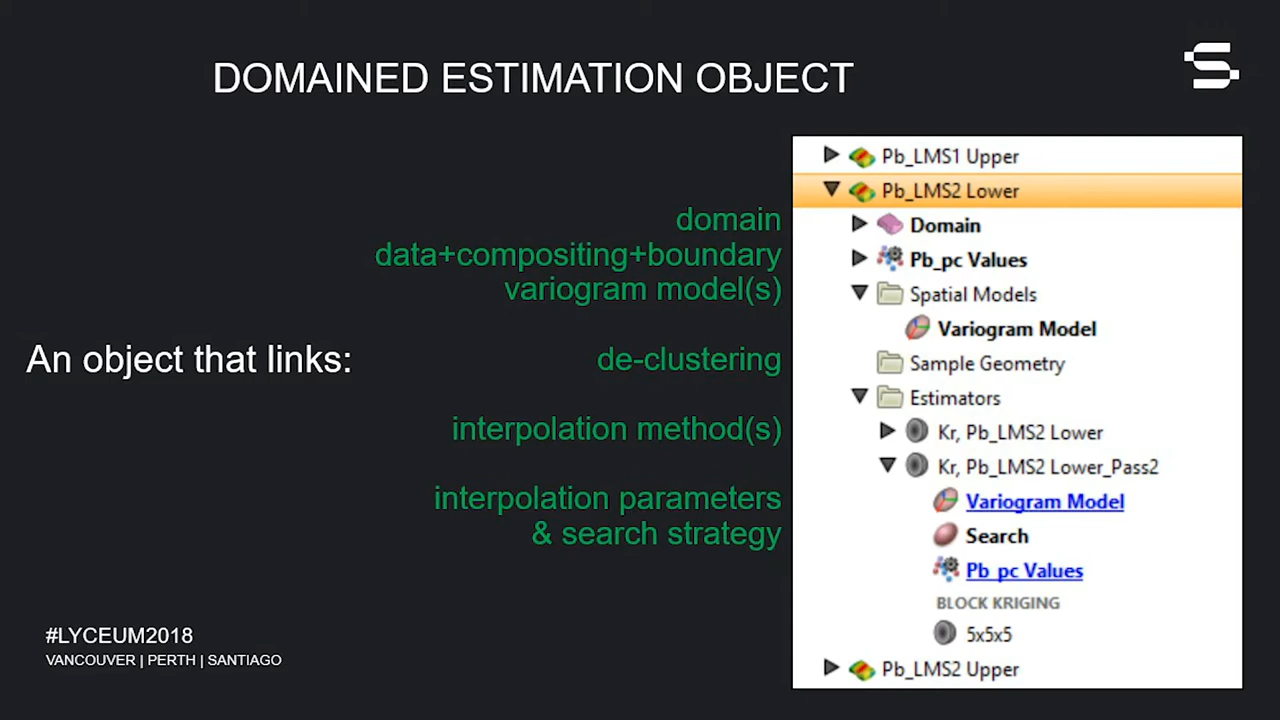 DOMAINED ESTIMATION OBJECT
An object that links:
domain
data+compositing+boundary
variogram model(s)
de-clustering
interpolation method(s)
interpolation parameters
& search strategy
Pb_LMS1 Upper
Pb_LMS2 Lower
Domain
Pb_pc Values
Spatial Models
Variogram Model
Sample Geometry
Estimators
Kr, Pb_LMS2 Lower
Kr, Pb_LMS2 Lower_Pass2
Variogram Model
Search
Pb_pc Values
BLOCK KRIGING
5x5x5
Pb_LMS2 Upper
#LYCEUM2018
VANCOUVER | PERTH | SANTIAGO